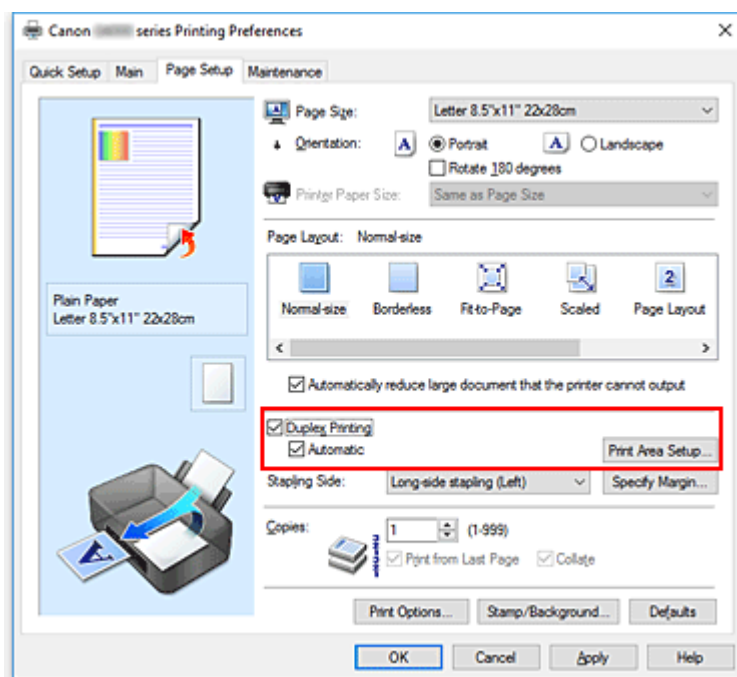 Canon series Printing Preferences
Quick Setup Main Page Setup Maintenance
Page Size: Letter 8.5"x11" 22x28cm
Orientation: A Portrait A Landscape
Rotate 180 degrees
Printer Paper Size: Same as Page Size
Page Layout: Normal-size
Normal-size Borderless Fit-to-Page Scaled Page Layout
Plain Paper
Letter 8.5"x11" 22x28cm
Automatically reduce large document that the printer cannot output
Duplex Printing
Automatic Print Area Setup...
Stapling Side: Long-side stapling (Left) Specify Margin...
Copies: 1 (1-999)
Print from Last Page Collate
Print Options... Stamp/Background... Defaults
OK Cancel Apply Help